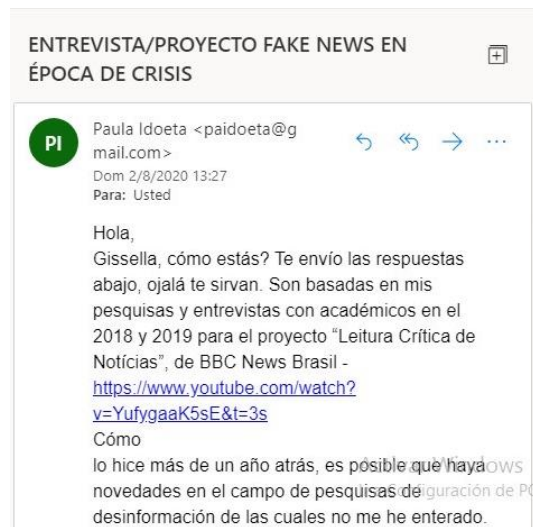 ENTREVISTA/PROYECTO FAKE NEWS EN
ÉPOCA DE CRISIS
PI
Paula Idoeta <paidoeta@g
mail.com>
Dom 2/8/2020 13:27
Para: Usted
Hola,
Gissella, cómo estás? Te envío las respuestas
abajo, ojalá te sirvan. Son basadas en mis
pesquisas y entrevistas con académicos en el
2018 y 2019 para el proyecto “Leitura Crítica de
Notícias”, de BBC News Brasil -
https://www.youtube.com/watch?
v=YufygaaK5sE&t=3s
Cómo
lo hice más de un año atrás, es posible que haya
novedades en el campo de pesquisas de
desinformación de las cuales no me he enterado.